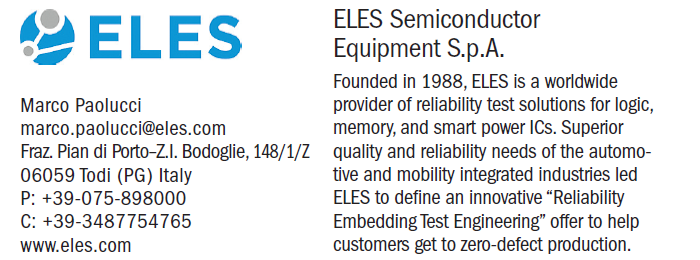 ELES
Marco Paolucci
marco.paolucci@eles.com
Fraz. Pian di Porto–Z.I. Bodoglie, 148/1/Z
06059 Todi (PG) Italy
P: +39-075-898000
C: +39-3487754765
www.eles.com
ELES Semiconductor
Equipment S.p.A.
Founded in 1988, ELES is a worldwide
provider of reliability test solutions for logic,
memory, and smart power ICs. Superior
quality and reliability needs of the automo-
tive and mobility integrated industries led
ELES to define an innovative “Reliability
Embedding Test Engineering” offer to help
customers get to zero-defect production.